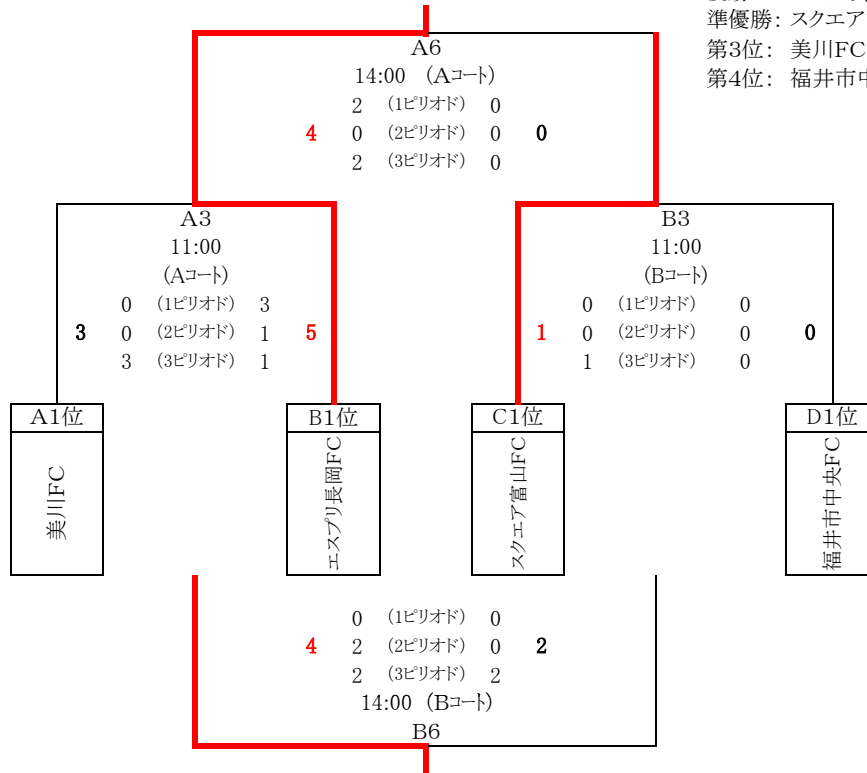 準優勝： スクエア
第3位： 美川FC
第4位： 福井市
A6
14:00 （Aコート）
2 （1ピリオド） 0
4 0 （2ピリオド） 0 0
2 （3ピリオド） 0
A3
11:00
（Aコート）
0 （1ピリオド） 3
3 0 （2ピリオド） 1 5
3 （3ピリオド） 1
B3
11:00
（Bコート）
0 （1ピリオド） 0
1 0 （2ピリオド） 0 0
1 （3ピリオド） 0
A1位
美川FC
B1位
エスプリ長岡FC
C1位
スクエア富山FC
D1位
福井市中央FC
0 （1ピリオド） 0
4 2 （2ピリオド） 0 2
2 （3ピリオド） 2
14:00 （Bコート）
B6